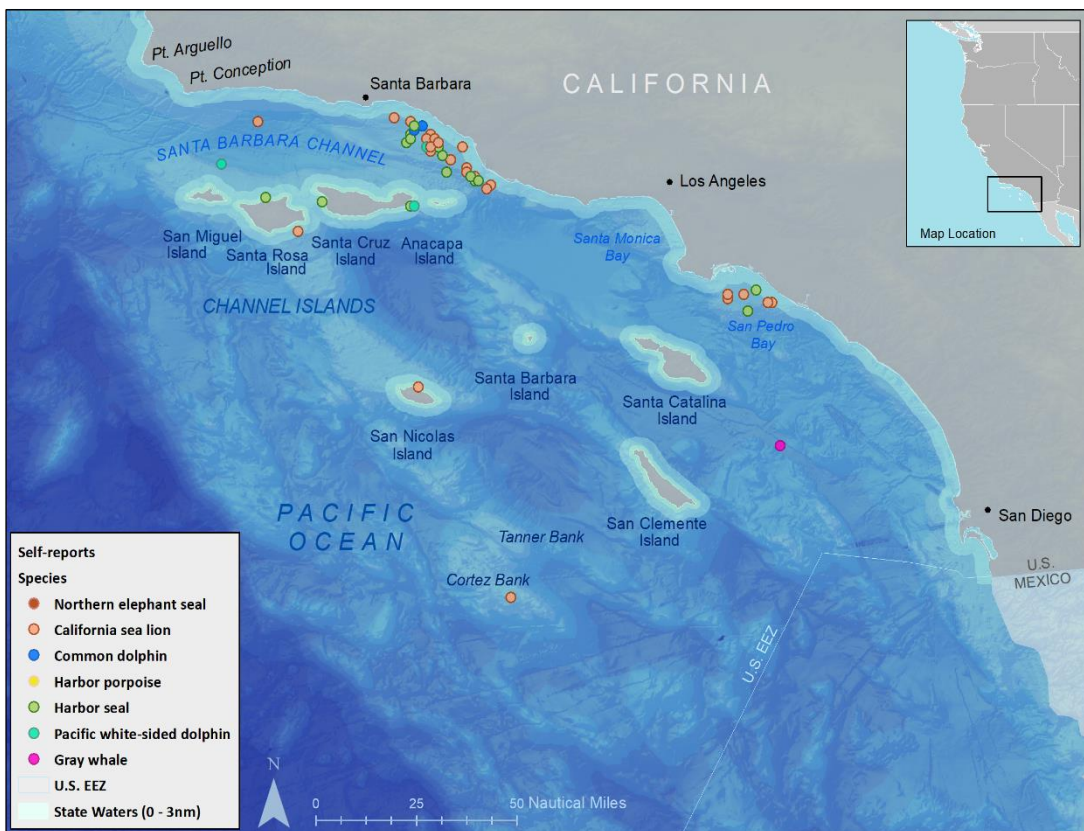 Pt. Arguello
Pt. Conception
Santa Barbara
CALIFORNIA
SANTA BARBARA CHANNEL
Los Angeles
Map Location
San Miguel
Island
Santa Rosa
Island
Santa Cruz
Island
Anacapa
Island
Santa Monica
Bay
CHANNEL ISLANDS
San Pedro
Bay
Santa Barbara
Island
Santa Catalina
Island
San Nicolas
Island
PACIFIC
OCEAN
Tanner Bank
San Clemente
Island
San Diego
U.S.
MEXICO
Cortez Bank
U.S. EEZ
Self-reports
Species
Northern elephant seal
California sea lion
Common dolphin
Harbor porpoise
Harbor seal
Pacific white-sided dolphin
Gray whale
U.S. EEZ
State Waters (0 - 3nm)
N
0 25 50 Nautical Miles